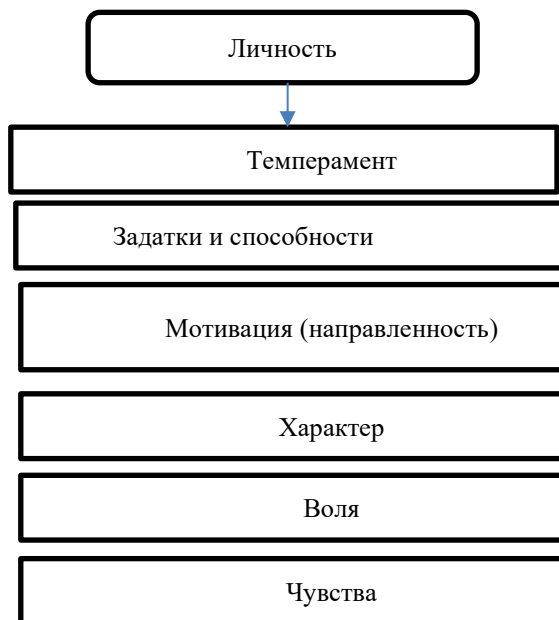 Личность
Темперамент
Задатки и способности
Мотивация (направленность)
Характер
Воля
Чувства